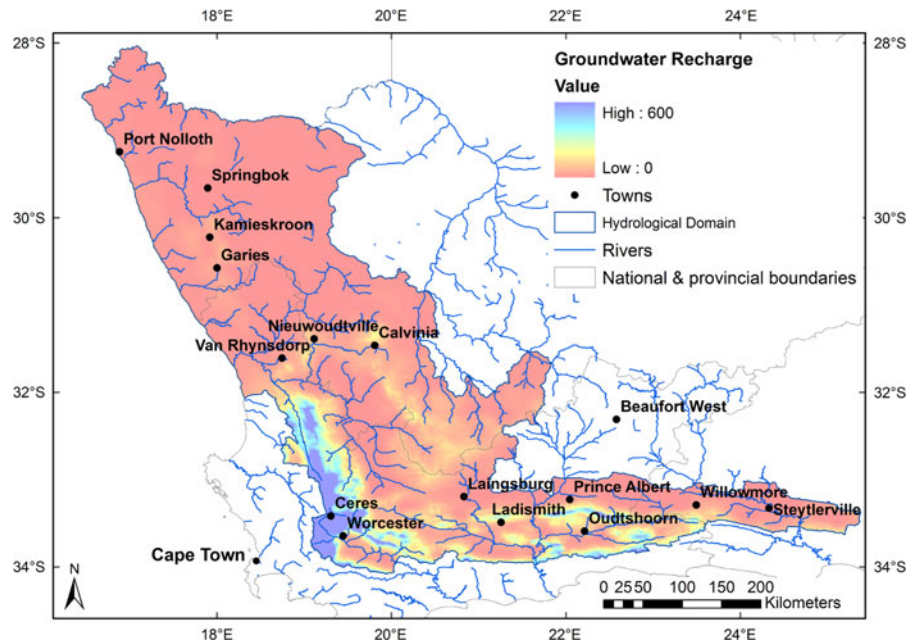 18°E 20°E 22°E 24°E
28°S 28°S
Groundwater Recharge
Value
High : 600
Low : 0
Towns
Hydrological Domain
Rivers
National & provincial boundaries
Port Nolloth
Springbok
30°S 30°S
Kamieskroon
Garies
Nieuwoudtville
Calvinia
Van Rhynsdorp
32°S 32°S
Beaufort West
Laingsburg
Prince Albert
Willowmore
Steytlerville
Ceres
Ladismith
Oudtshoorn
Worcester
Cape Town
34°S 34°S
N
0 25 50 100 150 200
Kilometers
18°E 20°E 22°E 24°E